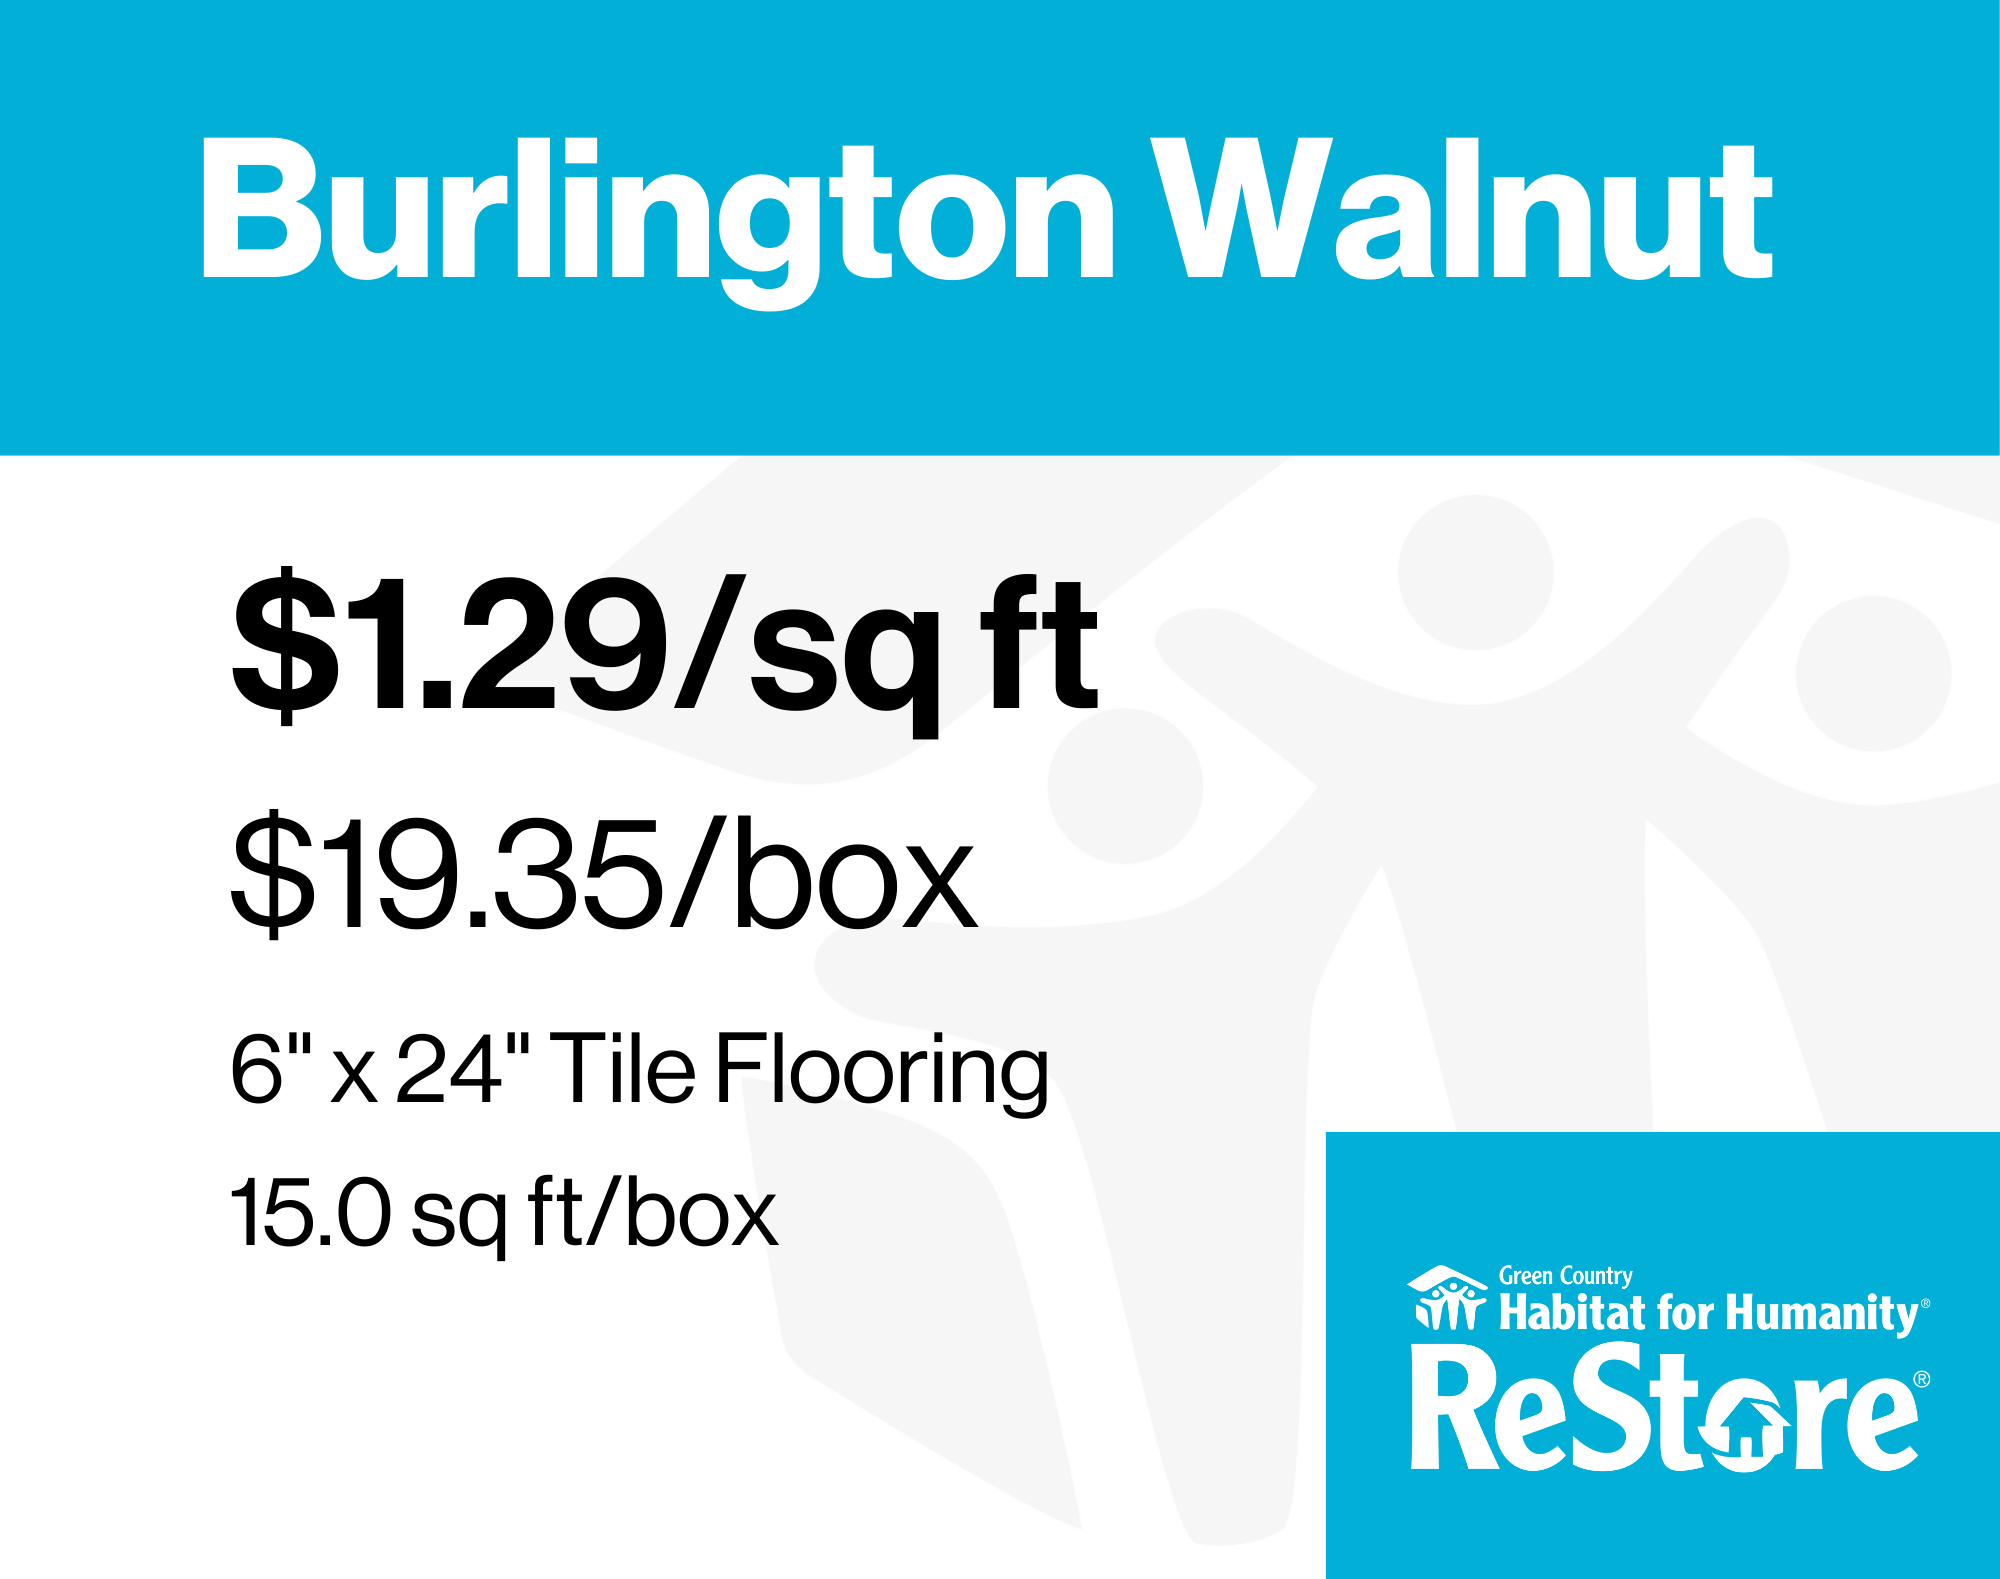 Burlington Walnut
$1.29/sq ft
$19.35/box
6" x 24" Tile Flooring
15.0 sq ft/box
Green Country
Habitat for Humanity®
ReStore®